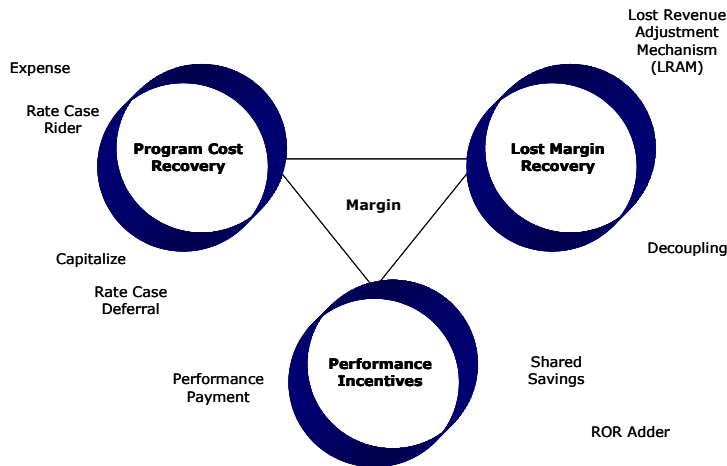 Lost Revenue
Adjustment
Mechanism
(LRAM)
Expense
Rate Case
Rider
Program Cost
Recovery
Lost Margin
Recovery
Margin
Decoupling
Capitalize
Rate Case
Deferral
Performance
Incentives
Performance
Payment
Shared
Savings
ROR Adder